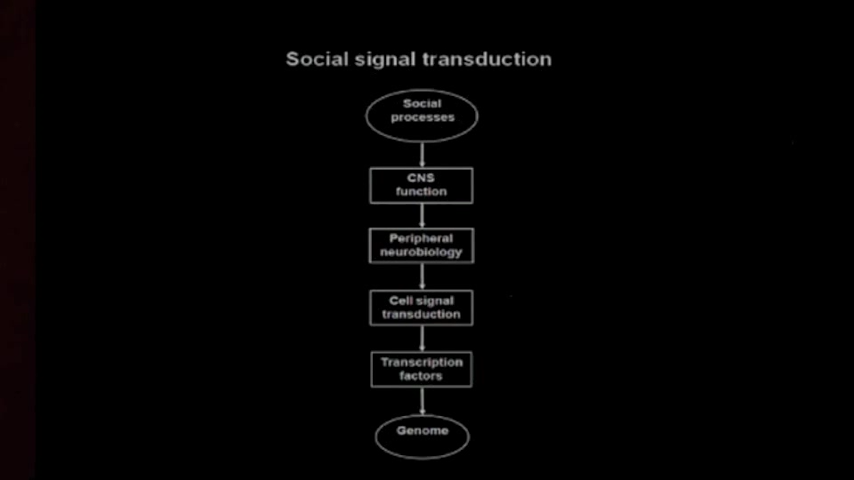 Social signal transduction
Social
processes
CNS
function
Peripheral
neurobiology
Cell signal
transduction
Transcription
factors
Genome